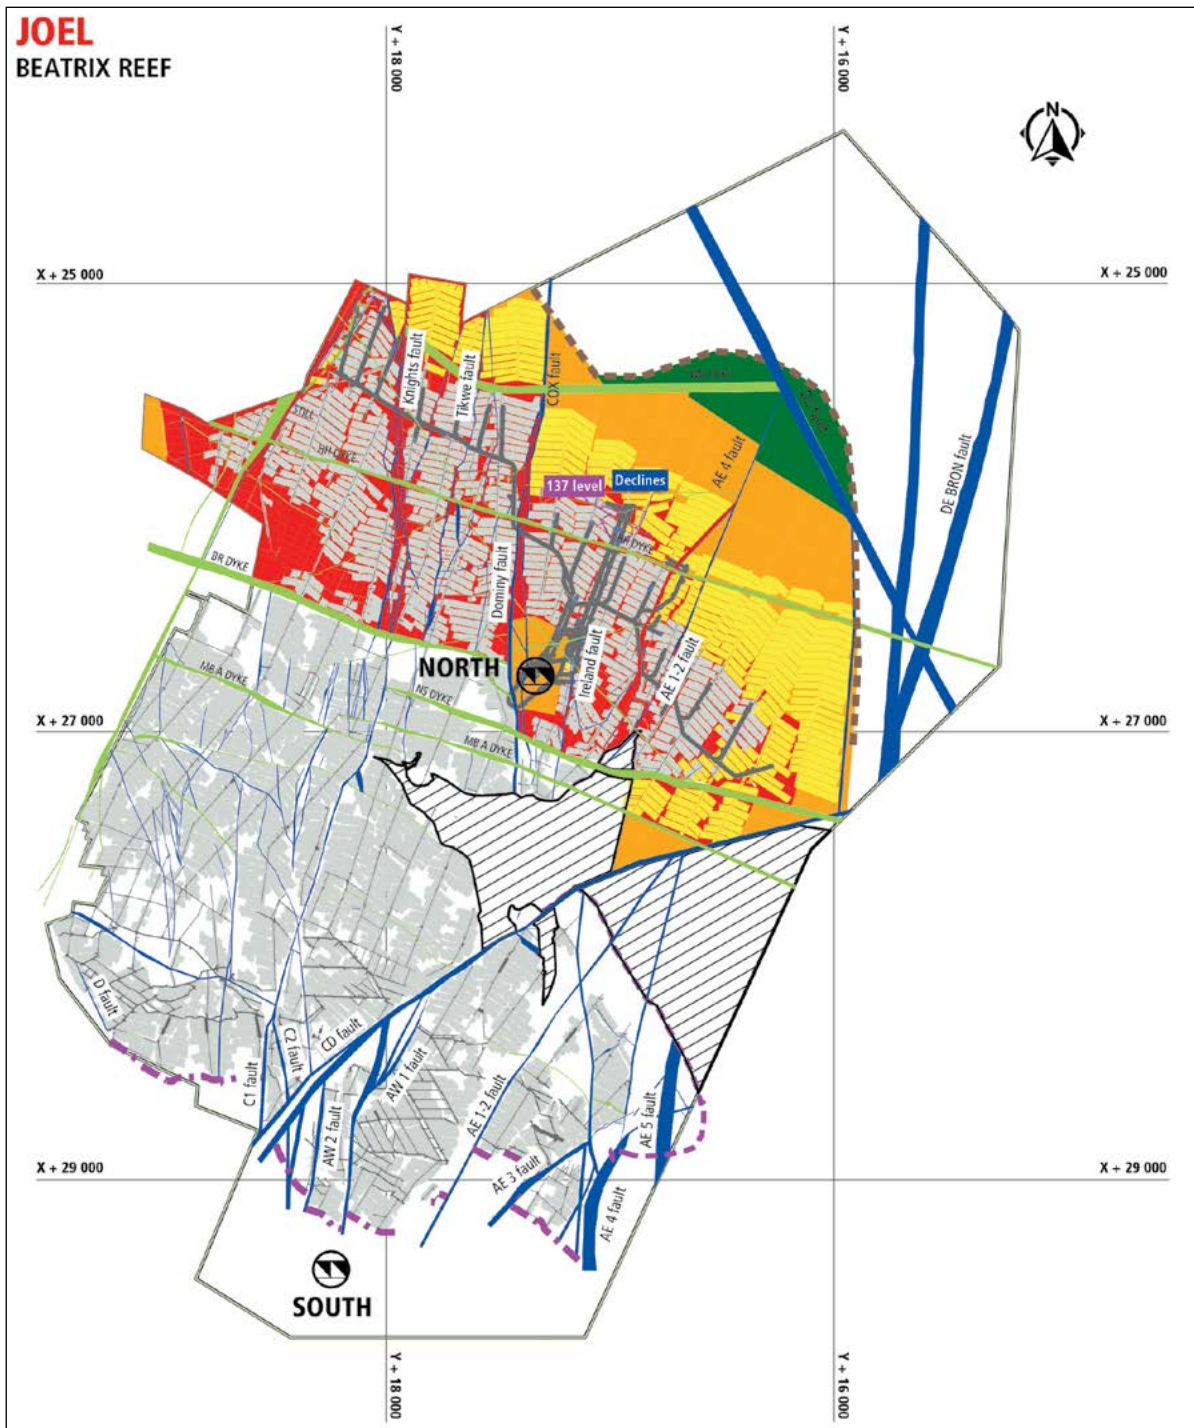 JOEL
BEATRIX REEF
Y + 18 000
Y + 16 000
N
X + 25 000
X + 25 000
Knights fault
Tikwe fault
COX fault
STILL
HH DYKE
AE 4 fault
137 level
Declines
DE BRON fault
BR DYKE
Dominy fault
NORTH
Ireland fault
AE 1-2 fault
MB A DYKE
NS DYKE
MB A DYKE
X + 27 000
X + 27 000
D fault
C2 fault
CD fault
C1 fault
AW 1 fault
AW 2 fault
AE 1-2 fault
AE 5 fault
AE 3 fault
AE 4 fault
X + 29 000
X + 29 000
SOUTH
Y + 18 000
Y + 16 000